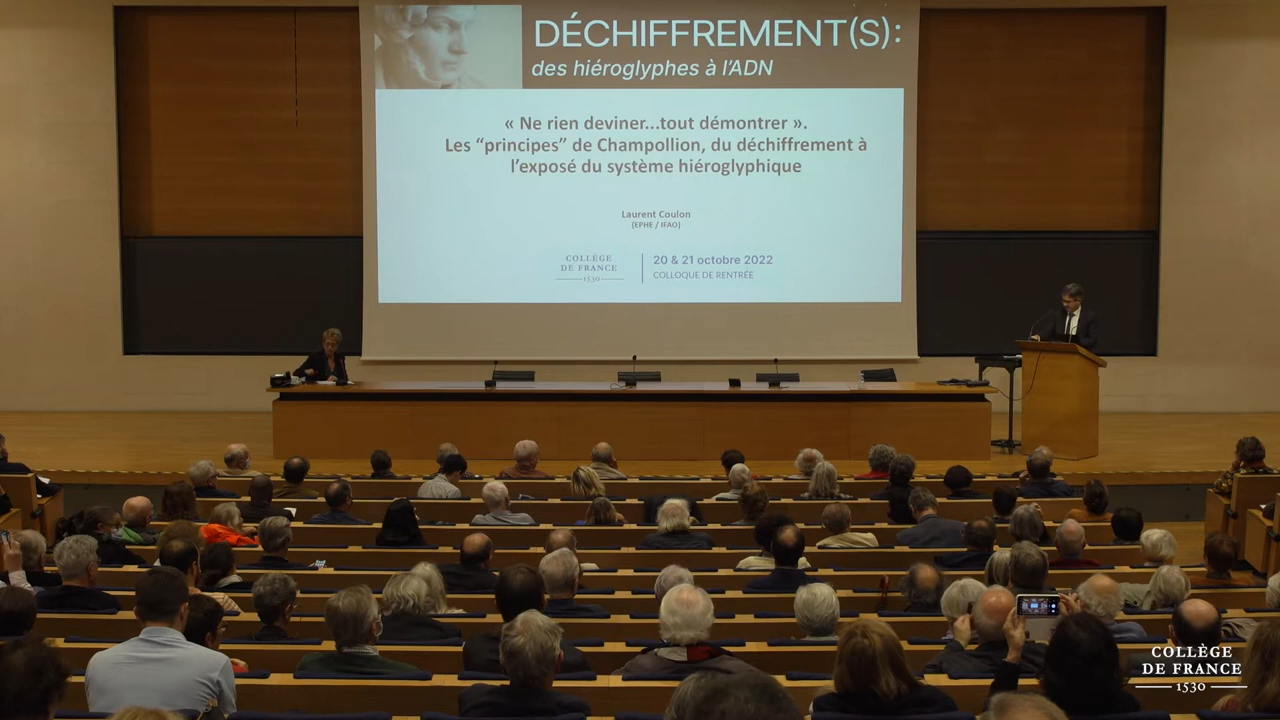 DÉCHIFFREMENT(S):
des hiéroglyphes à l'ADN
« Ne rien deviner...tout démontrer ».
Les “principes” de Champollion, du déchiffrement à
l’exposé du système hiéroglyphique
Laurent Coulon
(EPHE / IFAO)
COLLÈGE
DE FRANCE
1530
20 & 21 octobre 2022
COLLOQUE DE RENTRÉE
COLLÈGE
DE FRANCE
1530